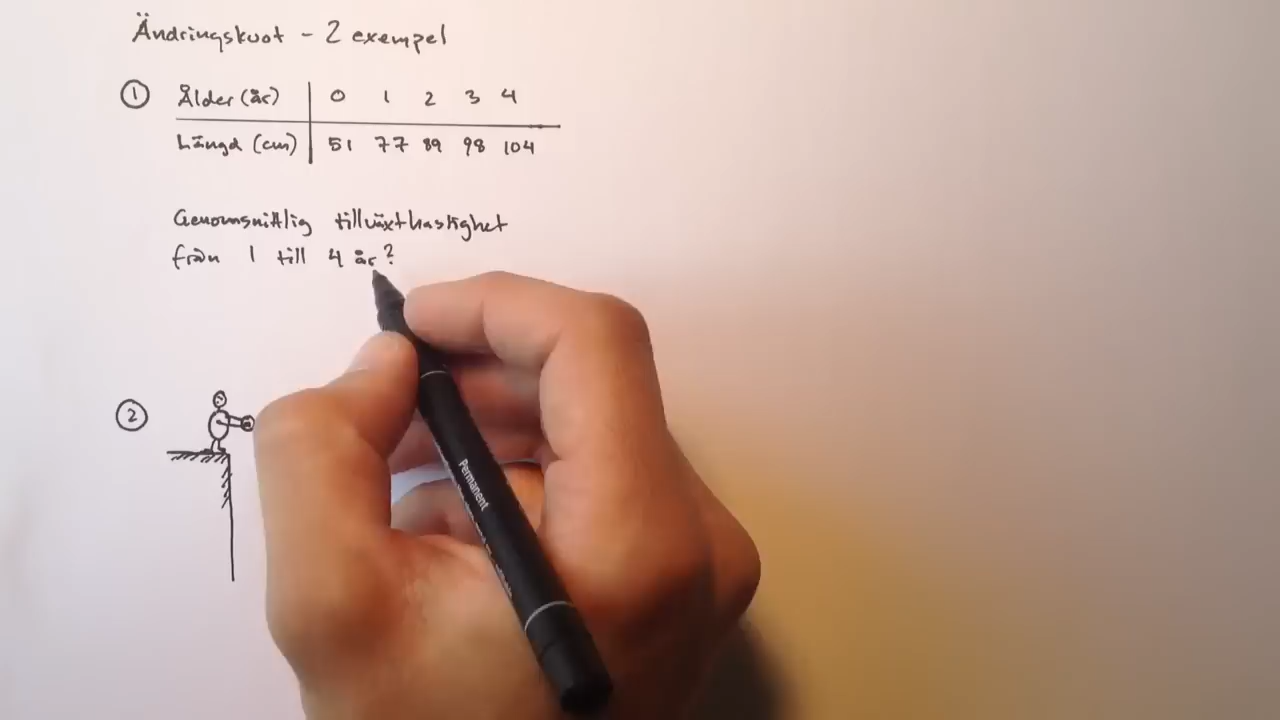 Ändringskvot - 2 exempel
① Ålder (år) 0 1 2 3 4
Längd (cm) 51 77 89 98 104
Genomsnittlig tillväxthastighet
från 1 till 4 år?
②
Permanent